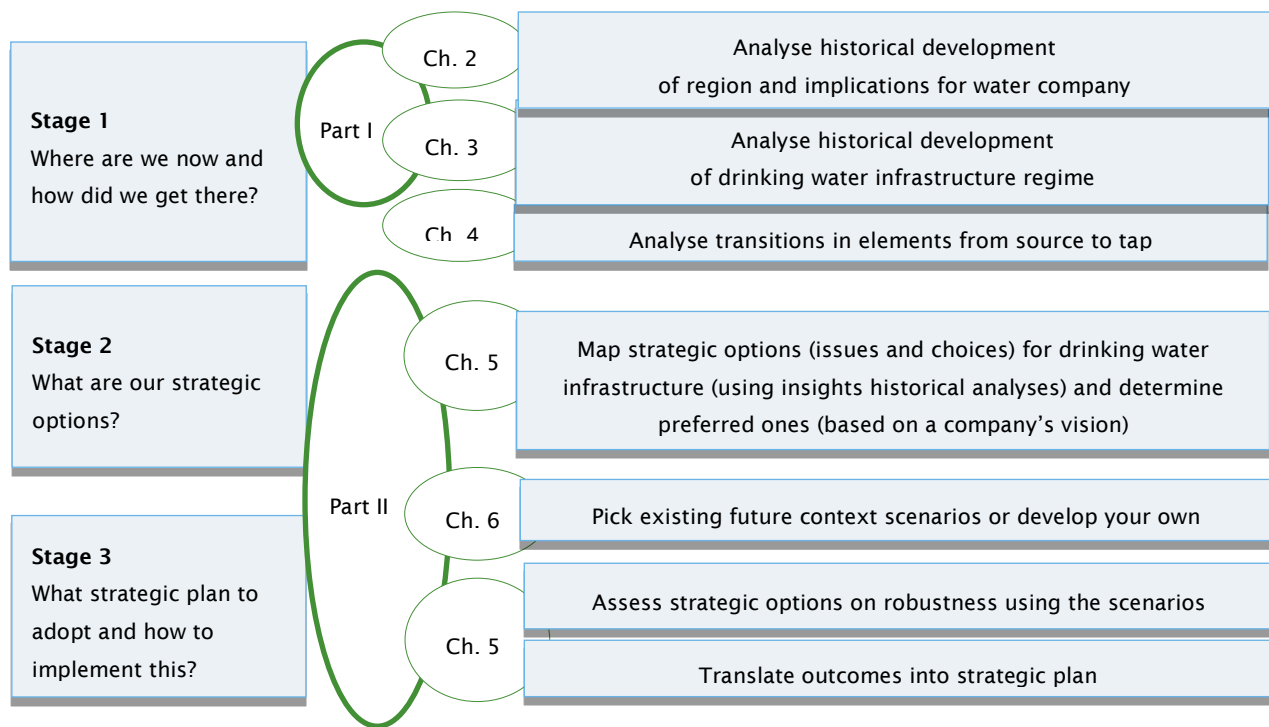 Stage 1
Where are we now and
how did we get there?
Part I
Ch. 2
Analyse historical development
of region and implications for water company
Ch. 3
Analyse historical development
of drinking water infrastructure regime
Ch. 4
Analyse transitions in elements from source to tap
Stage 2
What are our strategic
options?
Part II
Ch. 5
Map strategic options (issues and choices) for drinking water
infrastructure (using insights historical analyses) and determine
preferred ones (based on a company’s vision)
Ch. 6
Pick existing future context scenarios or develop your own
Stage 3
What strategic plan to
adopt and how to
implement this?
Ch. 5
Assess strategic options on robustness using the scenarios
Translate outcomes into strategic plan